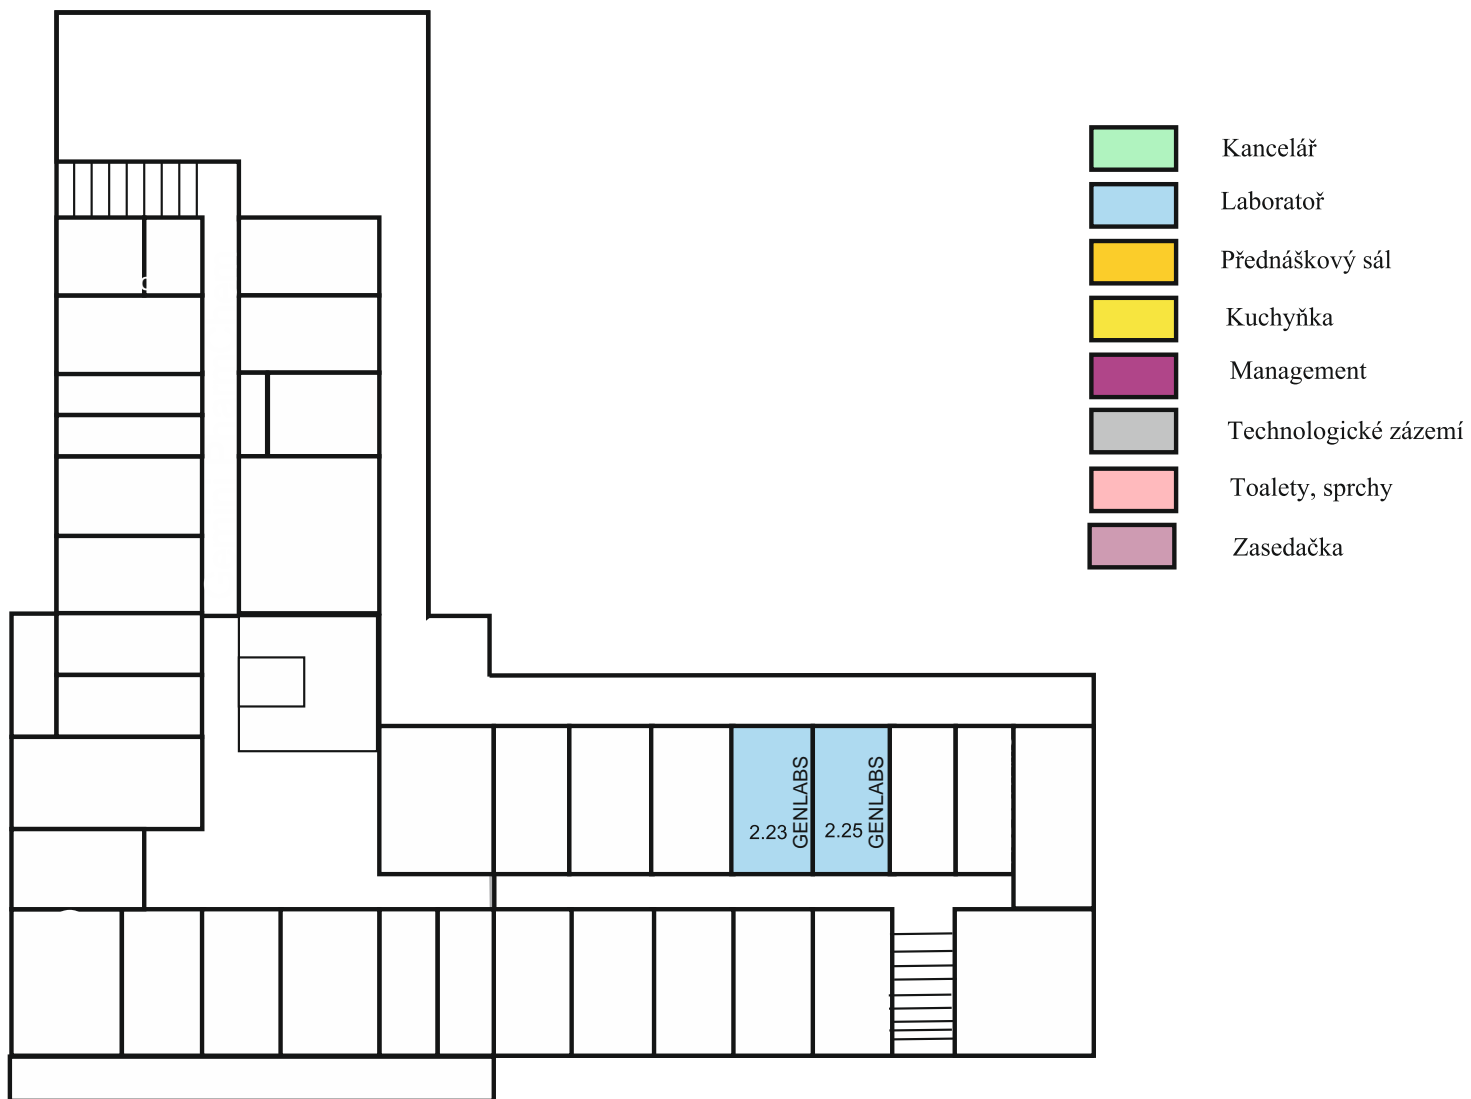 Kancelář
Laboratoř
Přednáškový sál
Kuchyňka
Management
Technologické zázemí
Toalety, sprchy
Zasedačka
2.23 GENLABS
2.25 GENLABS